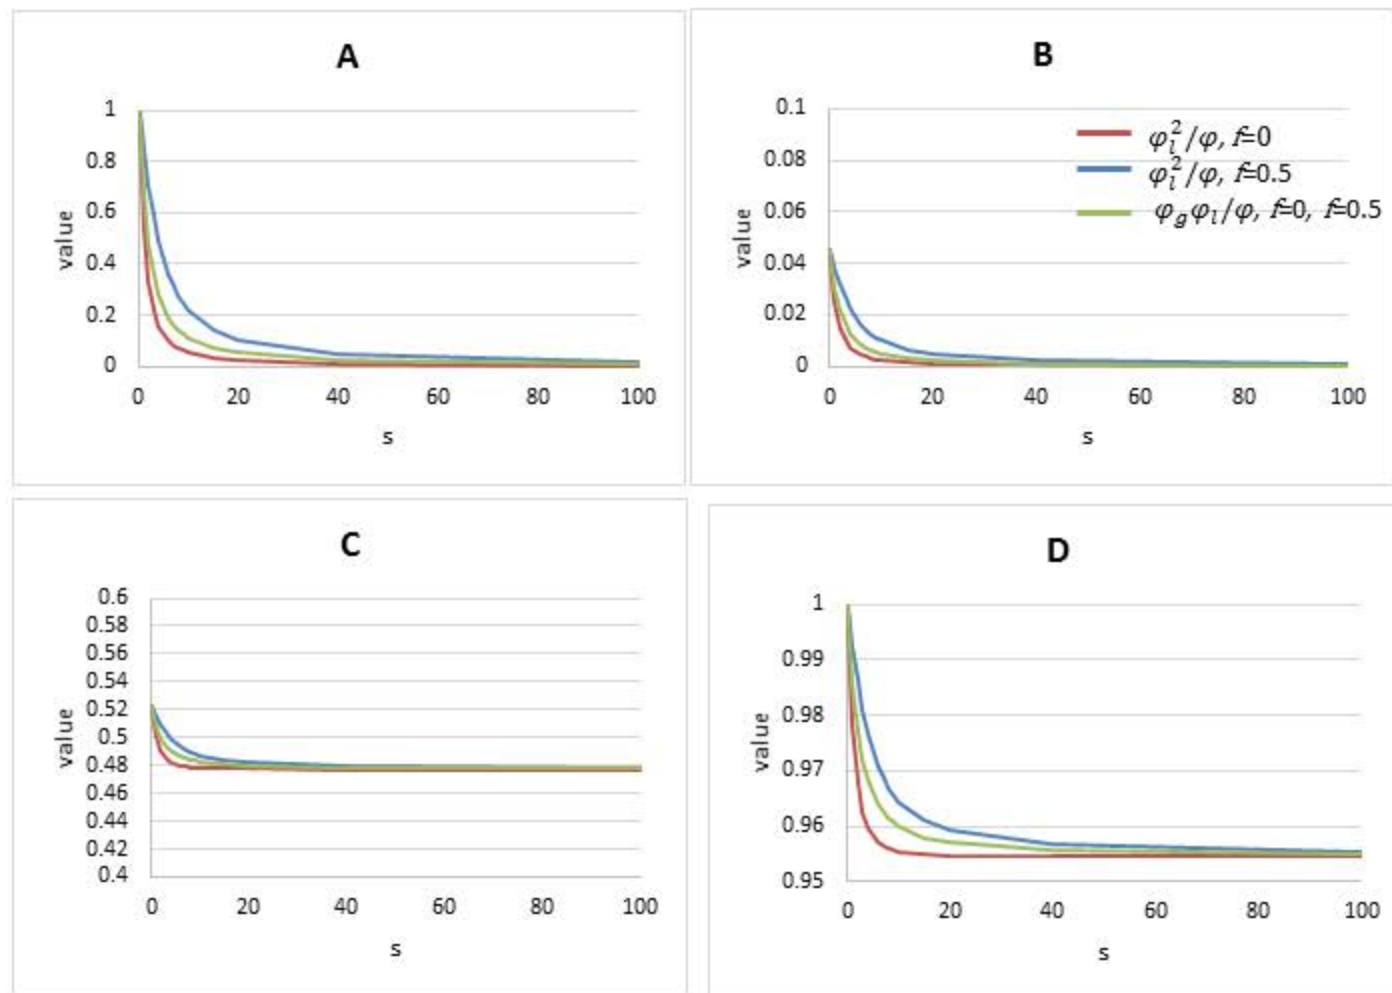 A
1
0.8
0.6
0.4
0.2
0
value
0 20 40 60 80 100
s
B
0.1
0.08
0.06
0.04
0.02
0
value
φ_l^2/φ, f=0
φ_l^2/φ, f=0.5
φ_gφ_l/φ, f=0, f=0.5
0 20 40 60 80 100
s
C
0.6
0.58
0.56
0.54
0.52
0.5
0.48
0.46
0.44
0.42
0.4
value
0 20 40 60 80 100
s
D
1
0.99
0.98
0.97
0.96
0.95
value
0 20 40 60 80 100
s